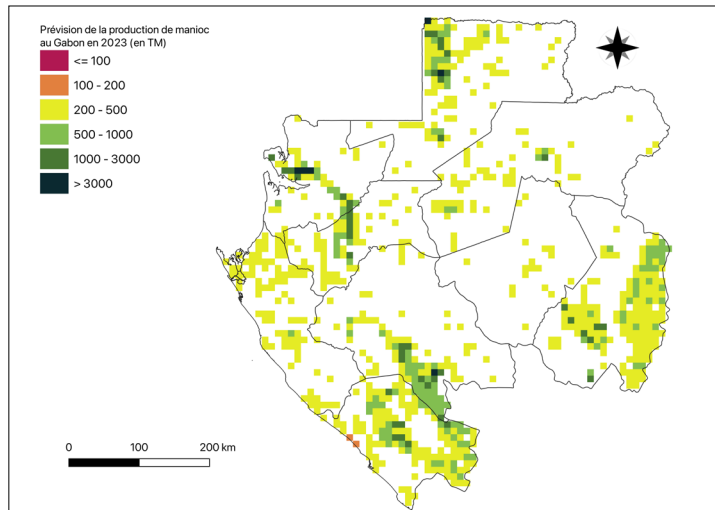 Prévision de la production de manioc
au Gabon en 2023 (en TM)
<= 100
100 - 200
200 - 500
500 - 1000
1000 - 3000
> 3000
0 100 200 km